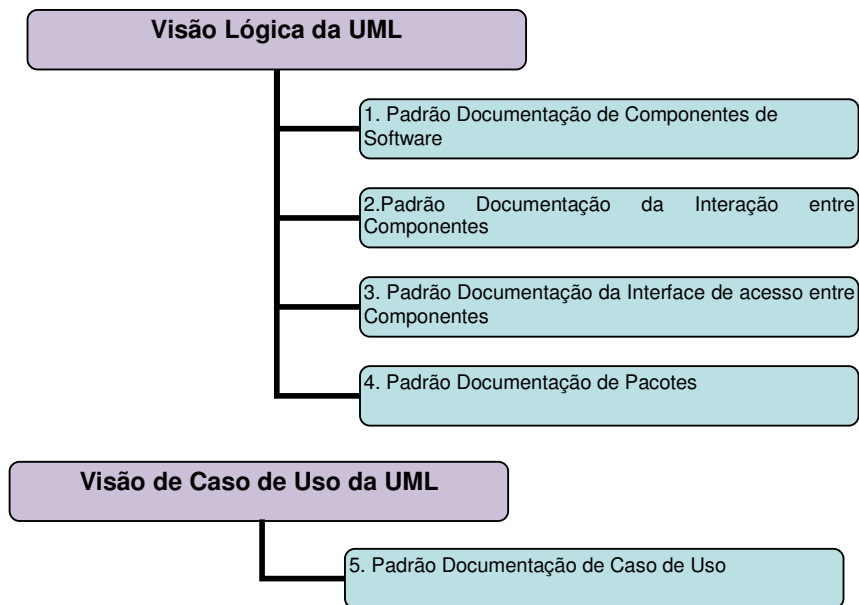 Visão Lógica da UML
1. Padrão Documentação de Componentes de
Software
2.Padrão Documentação da Interação entre
Componentes
3. Padrão Documentação da Interface de acesso entre
Componentes
4. Padrão Documentação de Pacotes
Visão de Caso de Uso da UML
5. Padrão Documentação de Caso de Uso